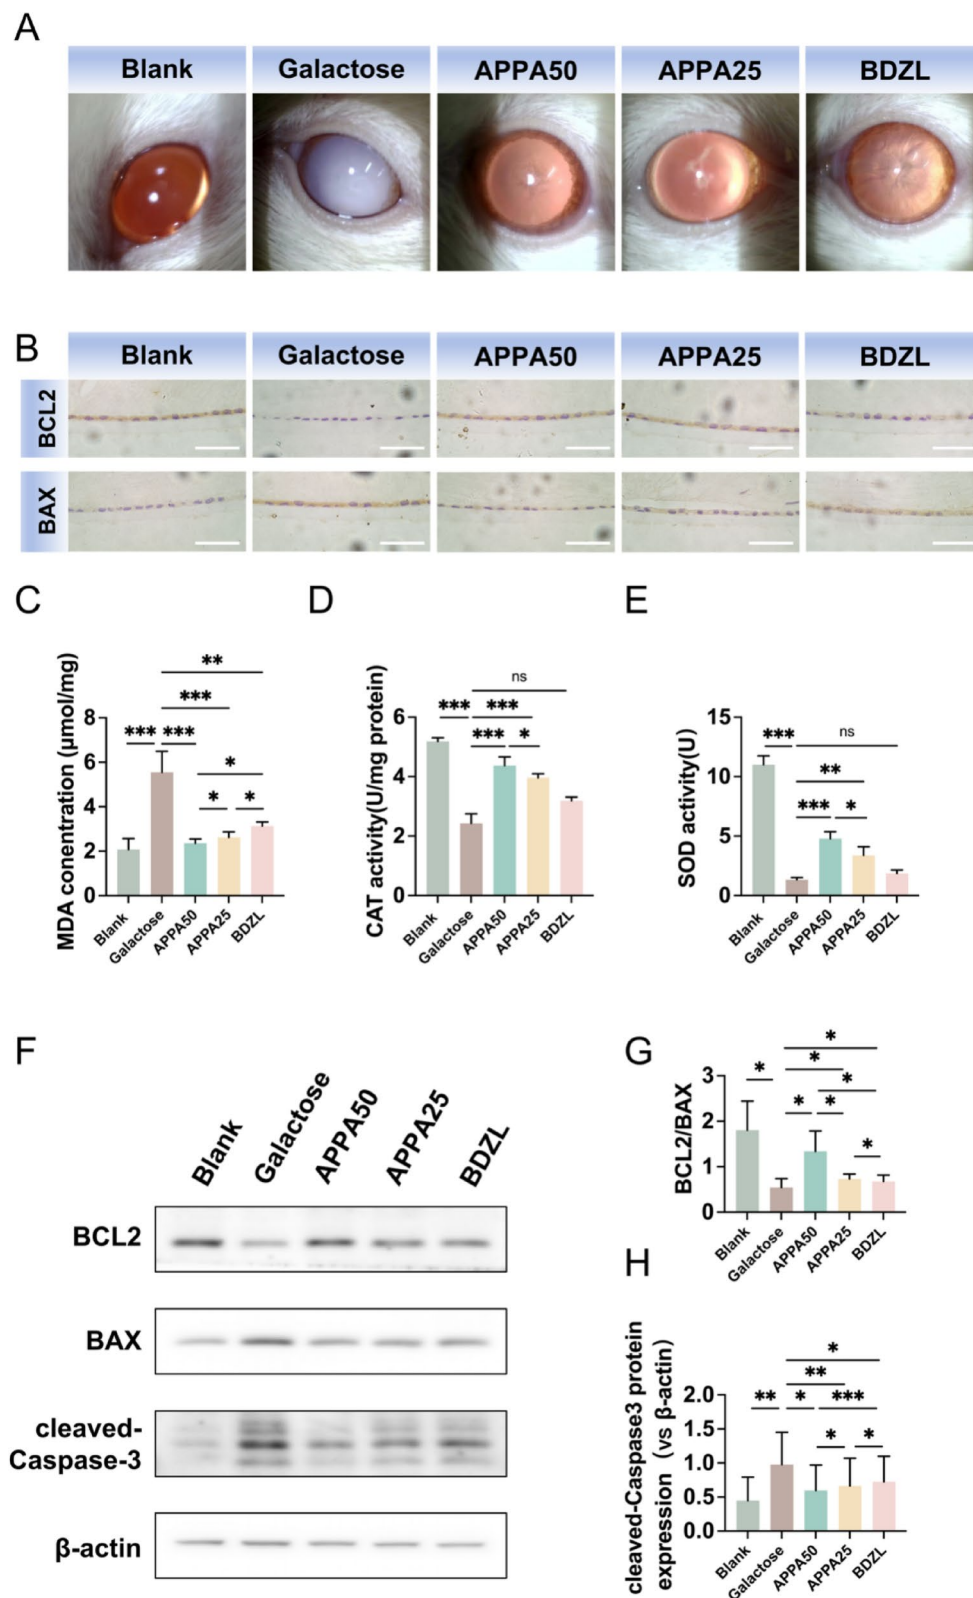 A
Blank Galactose APPA50 APPA25 BDZL
B
Blank Galactose APPA50 APPA25 BDZL
BCL2
BAX
C
MDA conentration (μmol/mg)
8
6
4
2
0
*** *** *** **
* * *
Blank Galactose APPA50 APPA25 BDZL
D
CAT activity(U/mg protein)
6
4
2
0
*** *** *** * ns
Blank Galactose APPA50 APPA25 BDZL
E
SOD activity(U)
15
10
5
0
*** *** ** * ns
Blank Galactose APPA50 APPA25 BDZL
F
Blank Galactose APPA50 APPA25 BDZL
BCL2
BAX
cleaved-
Caspase-3
β-actin
G
BCL2/BAX
3
2
1
0
* * * * * * *
Blank Galactose APPA50 APPA25 BDZL
H
cleaved-Caspase3 protein
expression (vs β-actin)
2.0
1.5
1.0
0.5
0.0
** * ** * *** * *
Blank Galactose APPA50 APPA25 BDZL